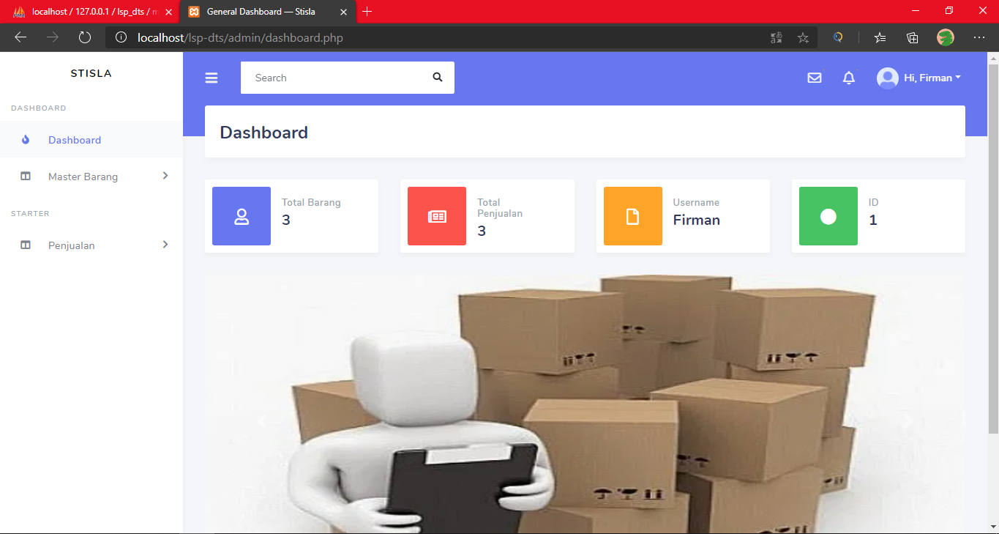 localhost / 127.0.0.1 / lsp_dts / m
General Dashboard — Stisla
localhost/lsp-dts/admin/dashboard.php
STISLA
Search
Hi, Firman
DASHBOARD
Dashboard
Master Barang
STARTER
Penjualan
Dashboard
Total Barang
3
Total
Penjualan
3
Username
Firman
ID
1